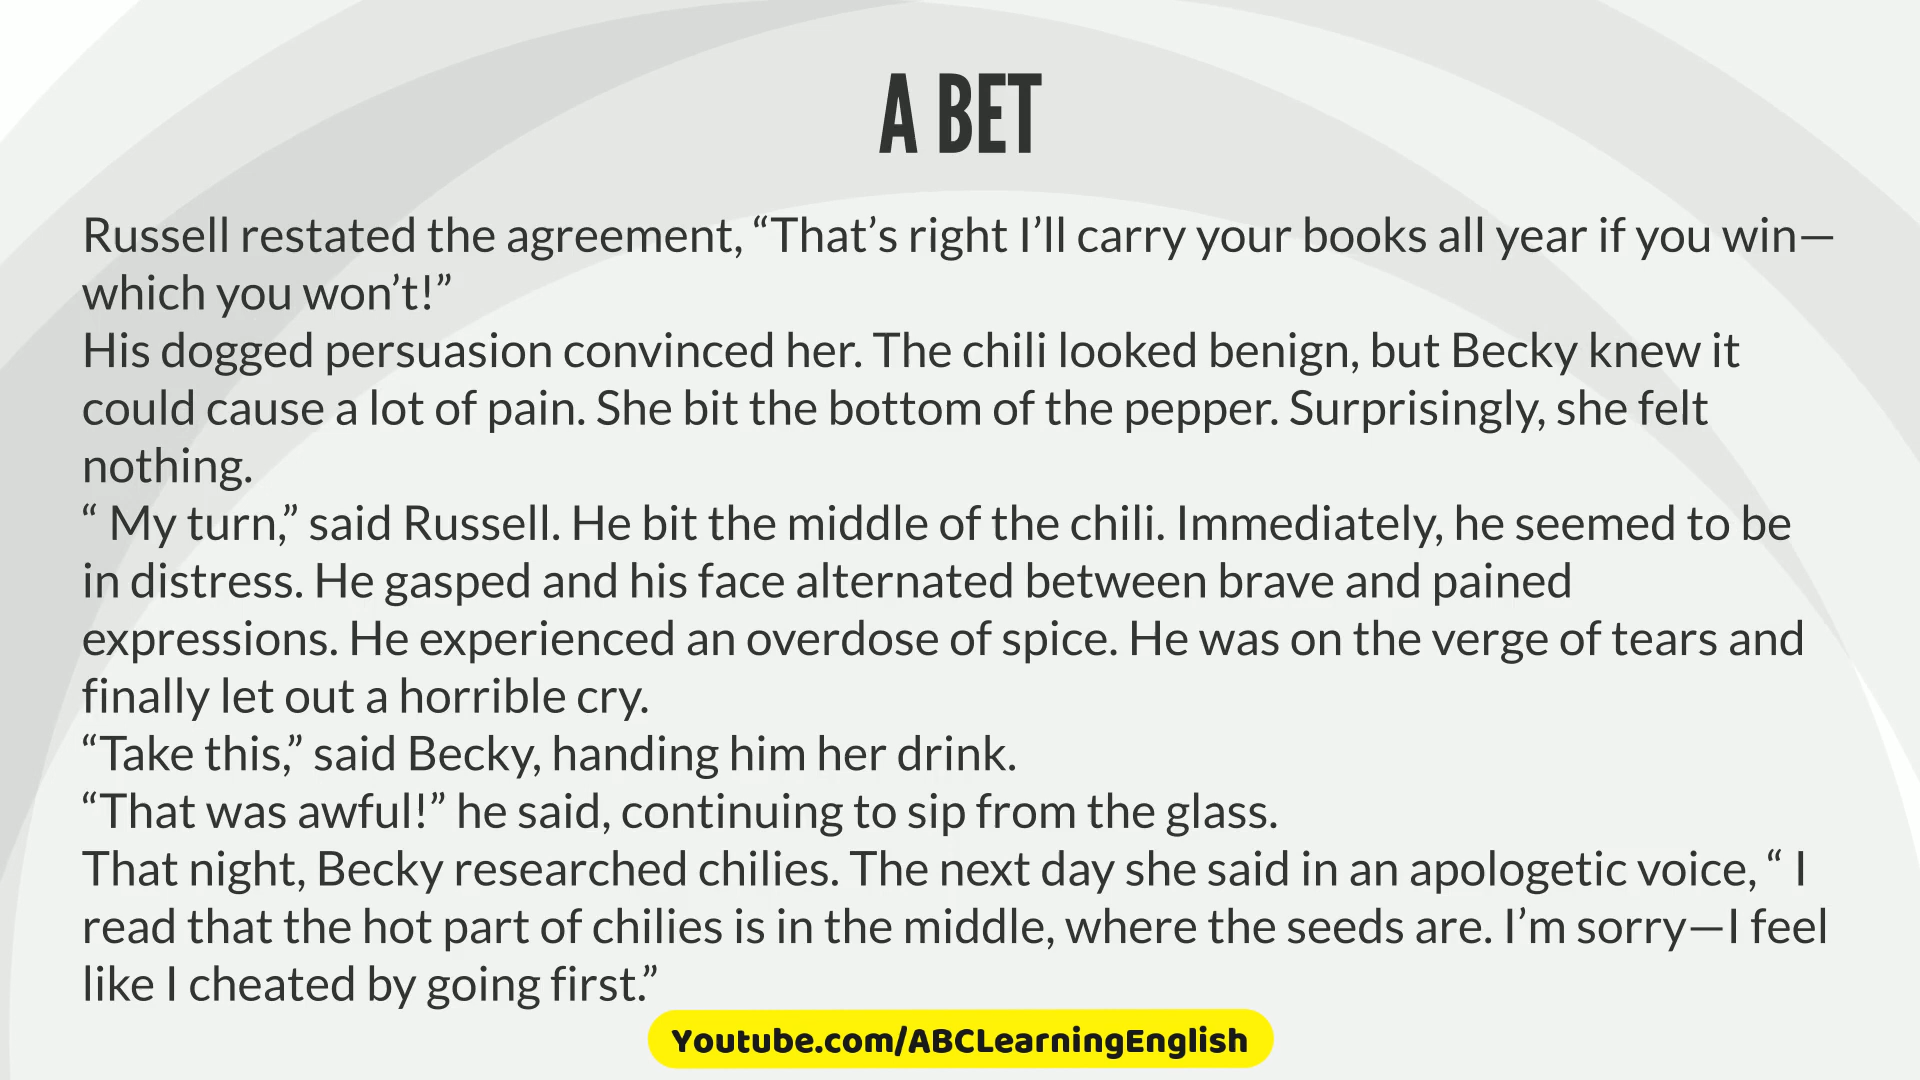 A BET
Russell restated the agreement, “That’s right I’ll carry your books all year if you win—
which you won’t!”
His dogged persuasion convinced her. The chili looked benign, but Becky knew it
could cause a lot of pain. She bit the bottom of the pepper. Surprisingly, she felt
nothing.
“ My turn,” said Russell. He bit the middle of the chili. Immediately, he seemed to be
in distress. He gasped and his face alternated between brave and pained
expressions. He experienced an overdose of spice. He was on the verge of tears and
finally let out a horrible cry.
“Take this,” said Becky, handing him her drink.
“That was awful!” he said, continuing to sip from the glass.
That night, Becky researched chilies. The next day she said in an apologetic voice, “ I
read that the hot part of chilies is in the middle, where the seeds are. I’m sorry—I feel
like I cheated by going first.”
Youtube.com/ABCLearningEnglish